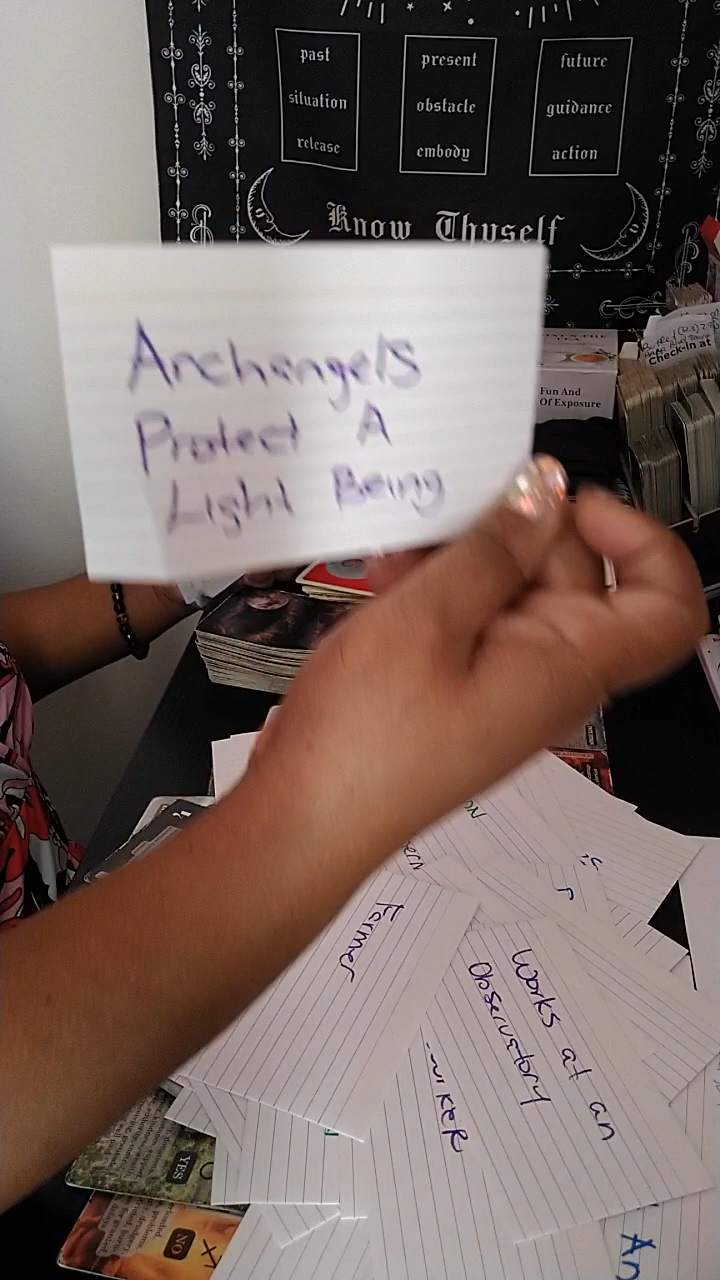 past
situation
release
present
obstacle
embody
future
guidance
action
Know Thyself
Check-In at
Fun And
Of Exposure
Archangels
Protect A
Light Being
Farmer
Works at an
Observatory
YES
NO
An